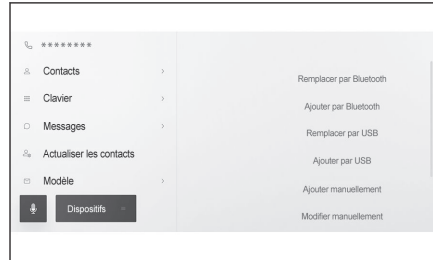 ********
Contacts
Clavier
Messages
Actualiser les contacts
Modèle
Dispositifs
Remplacer par Bluetooth
Ajouter par Bluetooth
Remplacer par USB
Ajouter par USB
Ajouter manuellement
Modifier manuellement